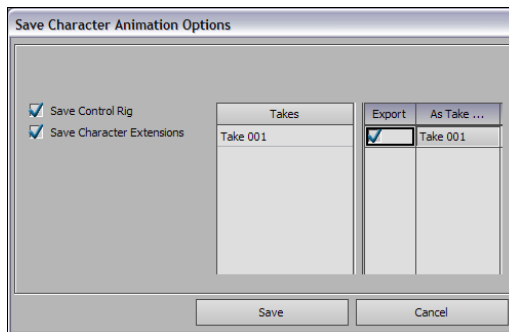 Save Character Animation Options
Save Control Rig
Save Character Extensions
Takes
Export
As Take ...
Take 001
Take 001
Save
Cancel